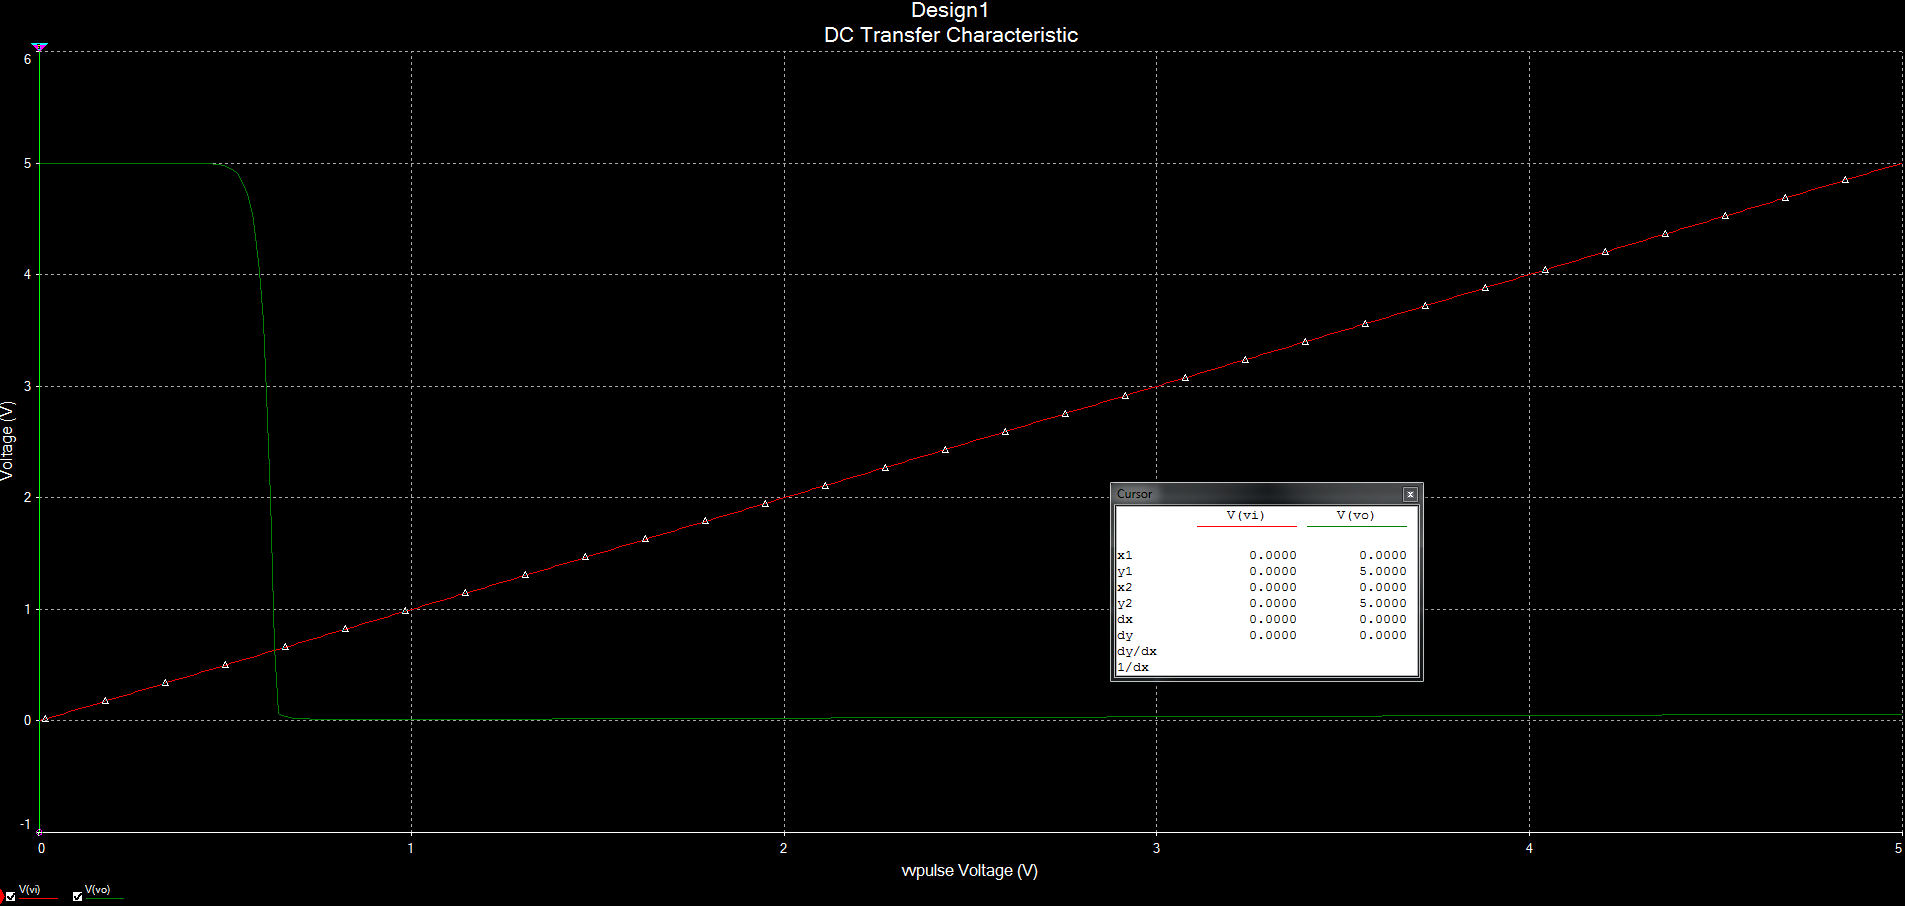 Design1
DC Transfer Characteristic
6
5
4
3
2
1
0
-1
Voltage (V)
0 1 2 3 4 5
vvpulse Voltage (V)
Cursor x
V(vi) V(vo)
x1 0.0000 0.0000
y1 0.0000 5.0000
x2 0.0000 0.0000
y2 0.0000 5.0000
dx 0.0000 0.0000
dy 0.0000 0.0000
dy/dx
1/dx
V(vi) V(vo)